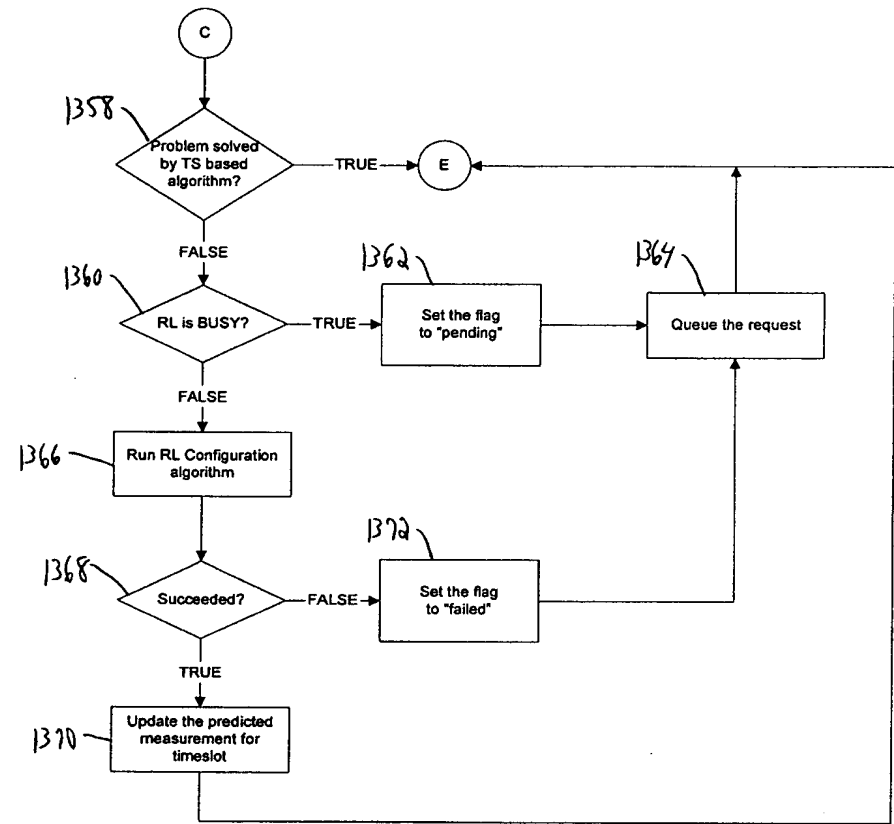 C
1358
Problem solved
by TS based
algorithm?
TRUE
E
FALSE
1360
RL is BUSY?
TRUE
1362
Set the flag
to "pending"
1364
Queue the request
FALSE
1366
Run RL Configuration
algorithm
1368
Succeeded?
FALSE
1372
Set the flag
to "failed"
TRUE
1370
Update the predicted
measurement for
timeslot